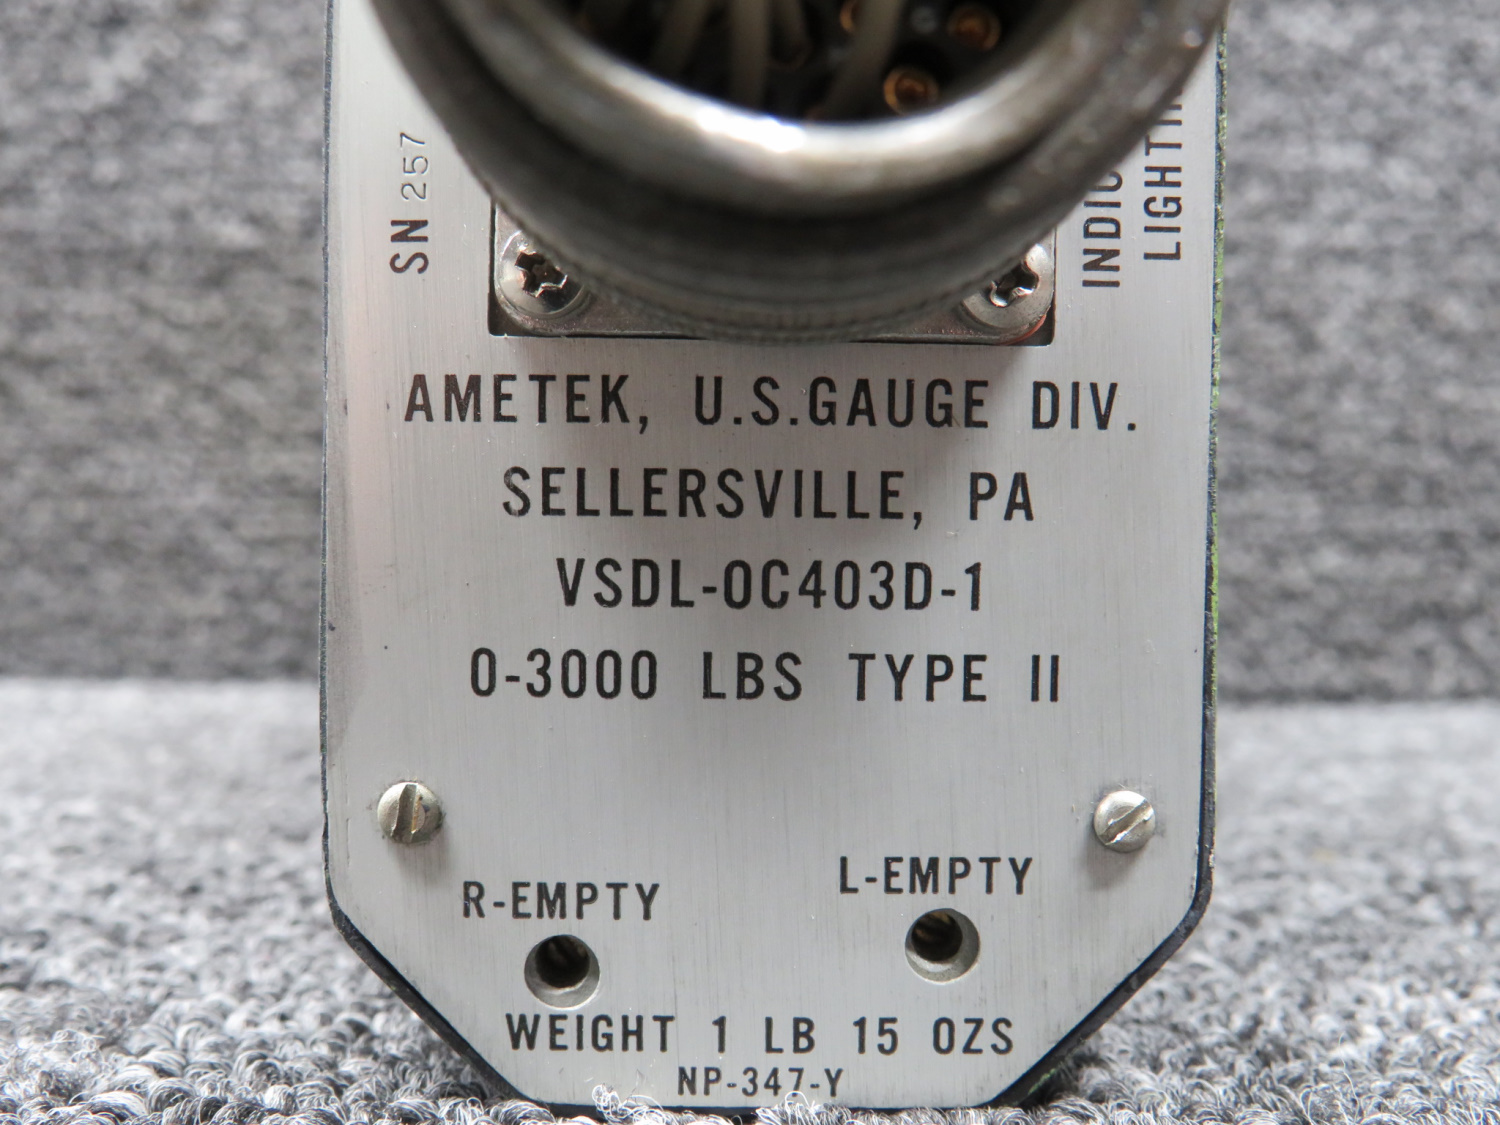 SN 257
AMETEK, U.S.GAUGE DIV.
SELLERSVILLE, PA
VSDL-0C403D-1
0-3000 LBS TYPE II
R-EMPTY
L-EMPTY
WEIGHT 1 LB 15 OZS
NP-347-Y